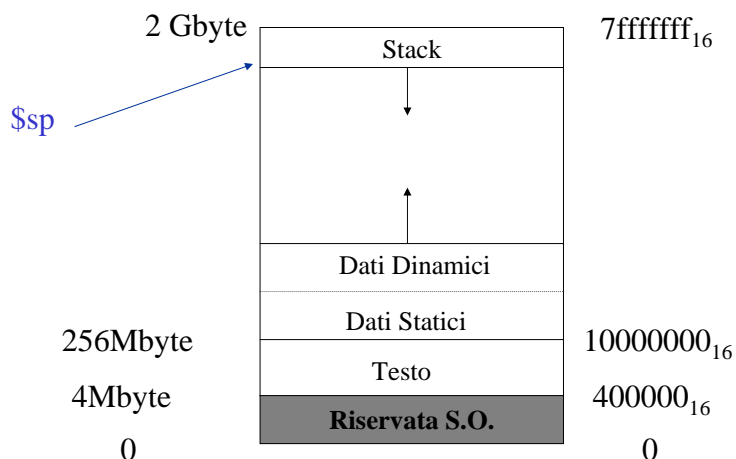 2 Gbyte
7fffffff16
Stack
$sp
Dati Dinamici
Dati Statici
256Mbyte
1000000016
Testo
4Mbyte
40000016
Riservata S.O.
0
0